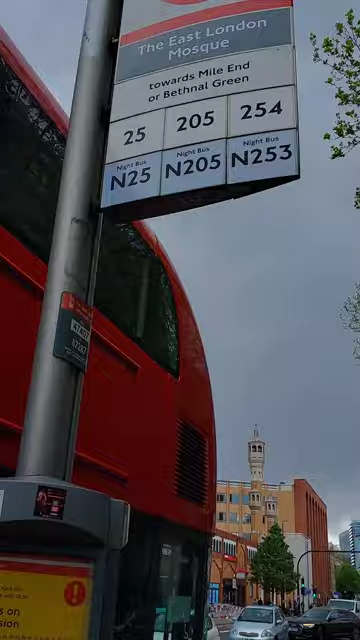 The East London
Mosque
towards Mile End
or Bethnal Green
25 205 254
Night Bus Night Bus Night Bus
N25 N205 N253